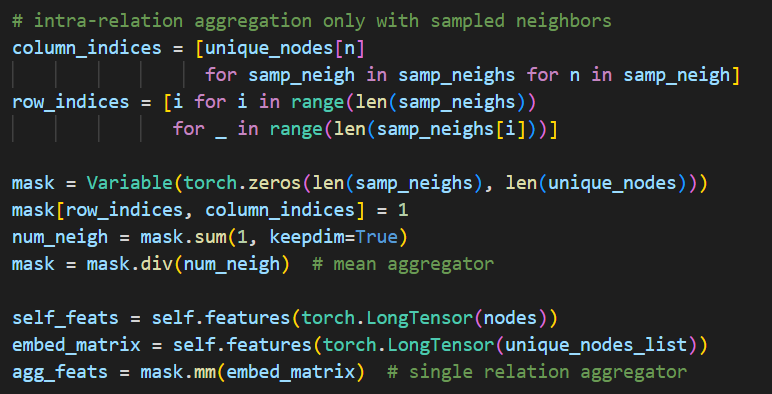 # intra-relation aggregation only with sampled neighbors
column_indices = [unique_nodes[n]
                  for samp_neigh in samp_neighs for n in samp_neigh]
row_indices = [i for i in range(len(samp_neighs))
               for _ in range(len(samp_neighs[i]))]

mask = Variable(torch.zeros(len(samp_neighs), len(unique_nodes)))
mask[row_indices, column_indices] = 1
num_neigh = mask.sum(1, keepdim=True)
mask = mask.div(num_neigh)  # mean aggregator

self_feats = self.features(torch.LongTensor(nodes))
embed_matrix = self.features(torch.LongTensor(unique_nodes_list))
agg_feats = mask.mm(embed_matrix)  # single relation aggregator